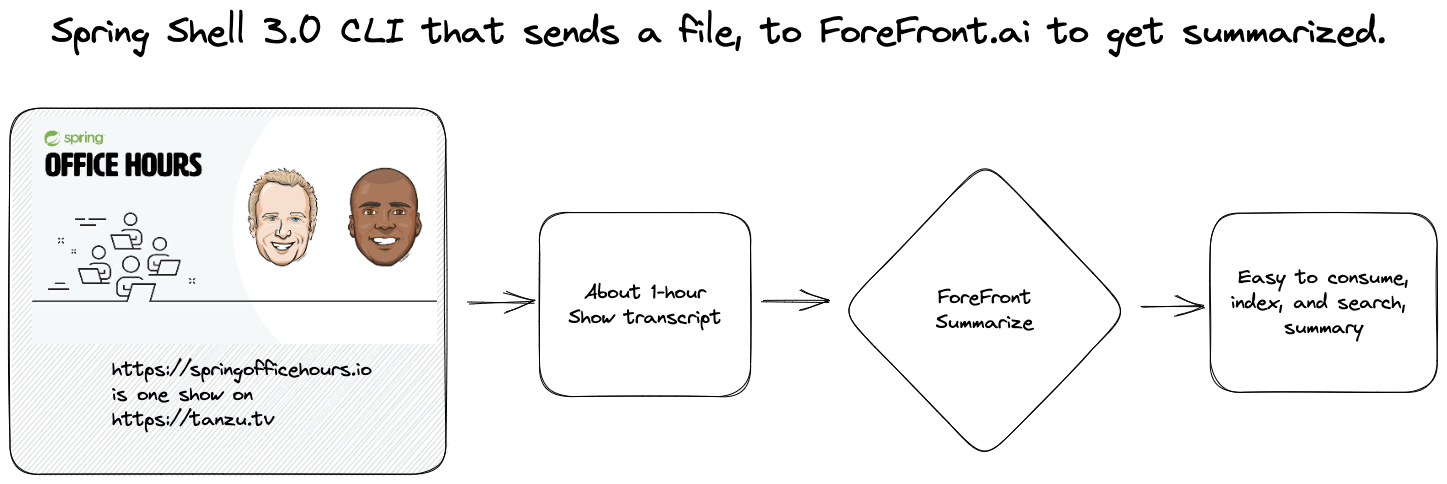 Spring Shell 3.0 CLI that sends a file, to ForeFront.ai to get summarized.
spring
OFFICE HOURS
https://springofficehours.io
is one show on
https://tanzu.tv
About 1-hour
Show transcript
ForeFront
Summarize
Easy to consume,
index, and search,
summary